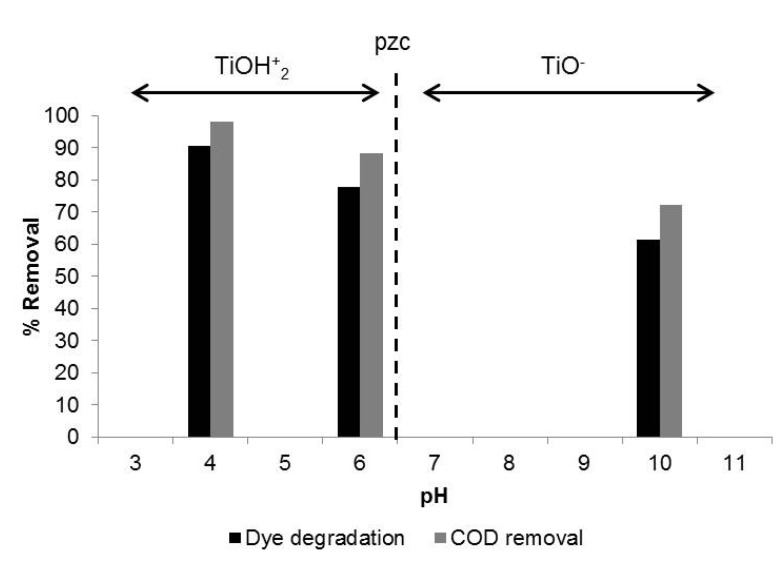 pzc
TiOH⁺₂
TiO⁻
100
90
80
70
60
50
40
30
20
10
0
% Removal
3 4 5 6 7 8 9 10 11
pH
Dye degradation COD removal